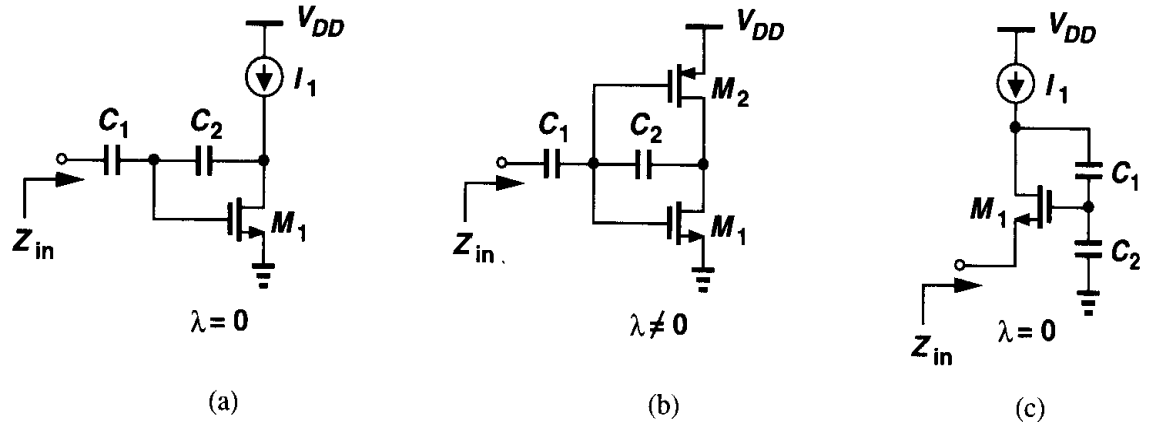 V_DD
I_1
C_1
C_2
M_1
Z_in
λ = 0
(a)
V_DD
M_2
C_1
C_2
M_1
Z_in .
λ ≠ 0
(b)
V_DD
I_1
C_1
M_1
C_2
Z_in
λ = 0
(c)